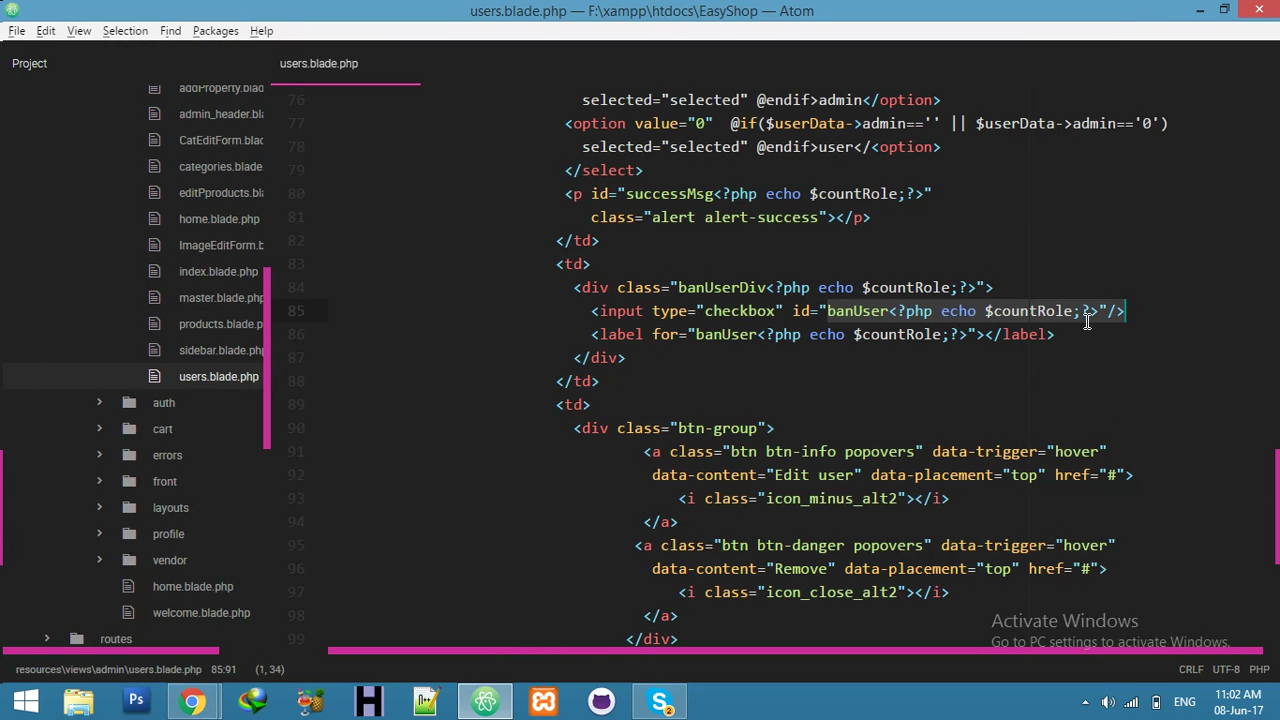 users.blade.php — F:\xampp\htdocs\EasyShop — Atom
File Edit View Selection Find Packages Help
Project
users.blade.php
addProperty.blad
admin_header.bla
CatEditForm.blad
categories.blade
editPproducts.bla
home.blade.php
ImageEditForm.b
index.blade.php
master.blade.php
products.blade.p
sidebar.blade.ph
users.blade.php
auth
cart
errors
front
layouts
profile
vendor
home.blade.php
welcome.blade.php
routes
76 selected="selected" @endif>admin</option>
77 <option value="0"  @if($userData->admin=='' || $userData->admin=='0')
78 selected="selected" @endif>user</<option>
79 </select>
80 <p id="successMsg<?php echo $countRole;?>"
81 class="alert alert-success"></p>
82 </td>
83 <td>
84 <div class="banUserDiv<?php echo $countRole;?>">
85 <input type="checkbox" id="banUser<?php echo $countRole;?>"/>
86 <label for="banUser<?php echo $countRole;?>"></label>
87 </div>
88 </td>
89 <td>
90 <div class="btn-group">
91 <a class="btn btn-info popovers" data-trigger="hover"
92 data-content="Edit user" data-placement="top" href="#">
93 <i class="icon_minus_alt2"></i>
94 </a>
95 <a class="btn btn-danger popovers" data-trigger="hover"
96 data-content="Remove" data-placement="top" href="#">
97 <i class="icon_close_alt2"></i>
98 </a>
99 </div>
Activate Windows
Go to PC settings to activate Windows.
resources\views\admin\users.blade.php 85:91 (1, 34) CRLF UTF-8 PHP
Ps
H
S
2
ENG
11:02 AM
08-Jun-17